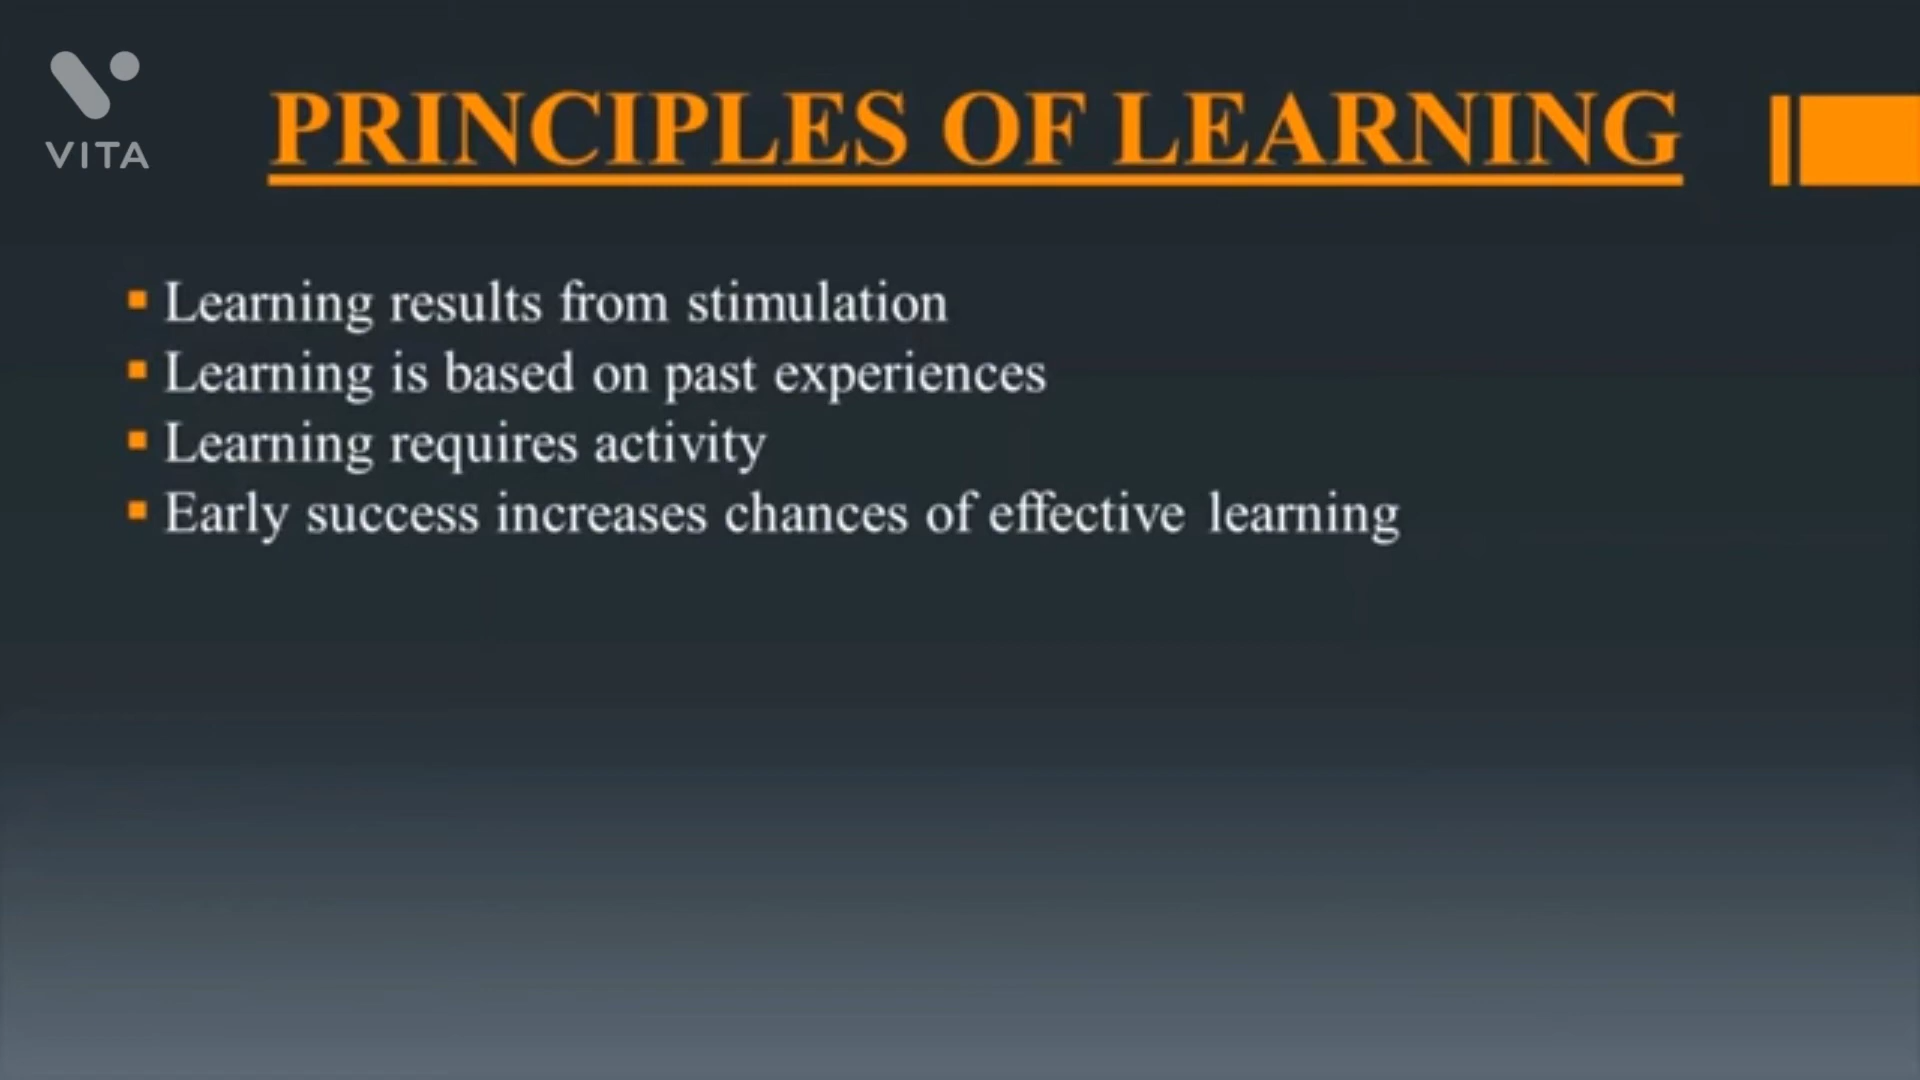 VITA
PRINCIPLES OF LEARNING
Learning results from stimulation
Learning is based on past experiences
Learning requires activity
Early success increases chances of effective learning